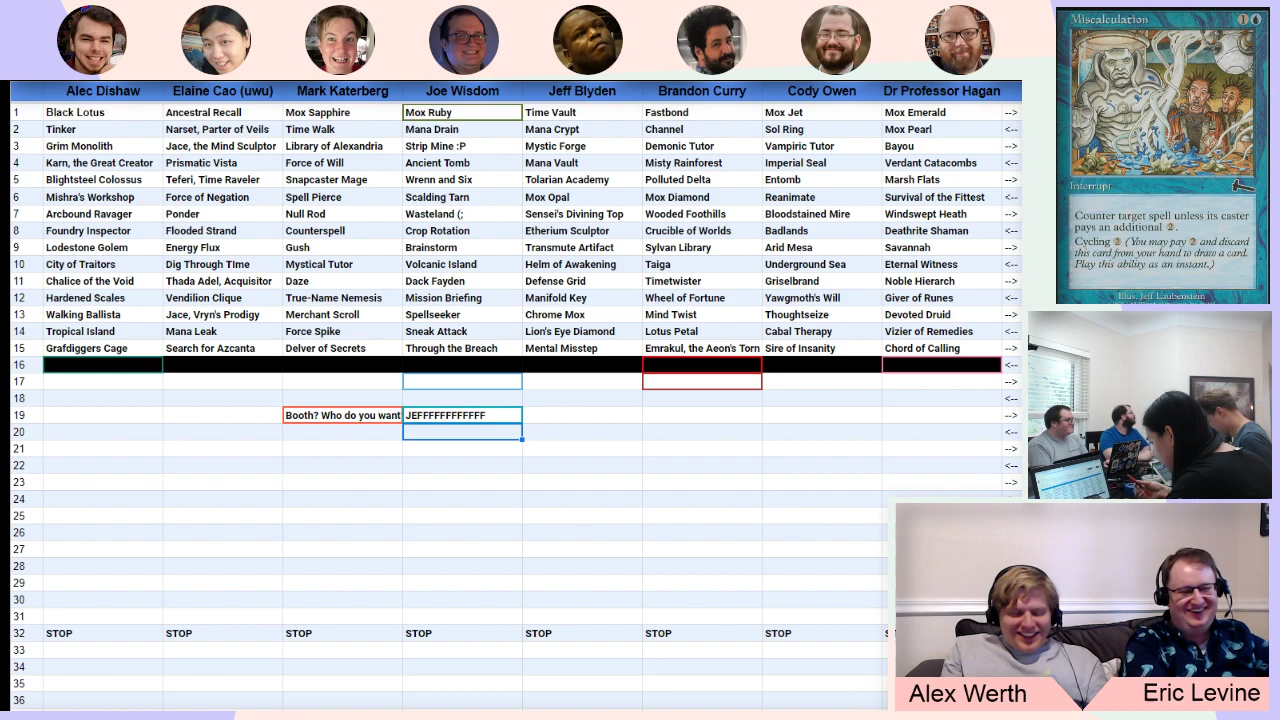 Alec Dishaw Elaine Cao (uwu) Mark Katerberg Joe Wisdom Jeff Blyden Brandon Curry Cody Owen Dr Professor Hagan
1 Black Lotus Ancestral Recall Mox Sapphire Mox Ruby Time Vault Fastbond Mox Jet Mox Emerald -->
2 Tinker Narset, Parter of Veils Time Walk Mana Drain Mana Crypt Channel Sol Ring Mox Pearl <--
3 Grim Monolith Jace, the Mind Sculptor Library of Alexandria Strip Mine :P Mystic Forge Demonic Tutor Vampiric Tutor Bayou -->
4 Karn, the Great Creator Prismatic Vista Force of Will Ancient Tomb Mana Vault Misty Rainforest Imperial Seal Verdant Catacombs <--
5 Blightsteel Colossus Teferi, Time Raveler Snapcaster Mage Wrenn and Six Tolarian Academy Polluted Delta Entomb Marsh Flats -->
6 Mishra's Workshop Force of Negation Spell Pierce Scalding Tarn Mox Opal Mox Diamond Reanimate Survival of the Fittest <--
7 Arcbound Ravager Ponder Null Rod Wasteland (; Sensei's Divining Top Wooded Foothills Bloodstained Mire Windswept Heath -->
8 Foundry Inspector Flooded Strand Counterspell Crop Rotation Etherium Sculptor Crucible of Worlds Badlands Deathrite Shaman <--
9 Lodestone Golem Energy Flux Gush Brainstorm Transmute Artifact Sylvan Library Arid Mesa Savannah -->
10 City of Traitors Dig Through TIme Mystical Tutor Volcanic Island Helm of Awakening Taiga Underground Sea Eternal Witness <--
11 Chalice of the Void Thada Adel, Acquisitor Daze Dack Fayden Defense Grid Timetwister Griselbrand Noble Hierarch -->
12 Hardened Scales Vendilion Clique True-Name Nemesis Mission Briefing Manifold Key Wheel of Fortune Yawgmoth's Will Giver of Runes <--
13 Walking Ballista Jace, Vryn's Prodigy Merchant Scroll Spellseeker Chrome Mox Mind Twist Thoughtseize Devoted Druid -->
14 Tropical Island Mana Leak Force Spike Sneak Attack Lion's Eye Diamond Lotus Petal Cabal Therapy Vizier of Remedies <--
15 Grafdiggers Cage Search for Azcanta Delver of Secrets Through the Breach Mental Misstep Emrakul, the Aeon's Torn Sire of Insanity Chord of Calling -->
16 <--
17 -->
18 <--
19 Booth? Who do you want JEFFFFFFFFFFFF -->
20 <--
21 -->
22 <--
23 -->
24
25
26
27
28
29
30
31
32 STOP STOP STOP STOP STOP STOP STOP
33
34
35
36
Miscalculation 1
Interrupt
Counter target spell unless its caster
pays an additional 2.
Cycling 2 (You may pay 2 and discard
this card from your hand to draw a card.
Play this ability as an instant.)
Illus. Jeff Laubenstein
Alex Werth
Eric Levine